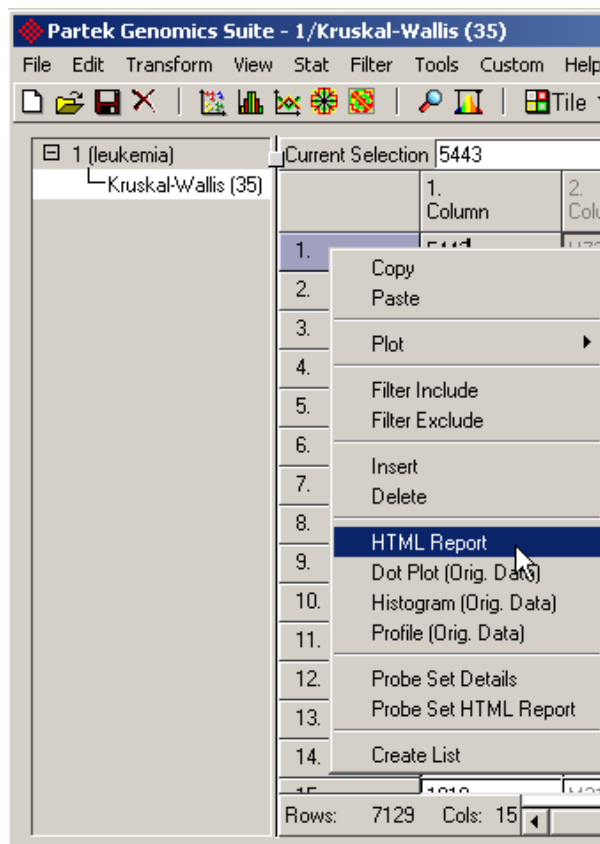 Partek Genomics Suite - 1/Kruskal-Wallis (35)
File Edit Transform View Stat Filter Tools Custom Help
Tile
1 (leukemia)
Kruskal-Wallis (35)
Current Selection 5443
1. Column
2.
1.
2.
3.
4.
5.
6.
7.
8.
9.
10.
11.
12.
13.
14.
Copy
Paste
Plot
Filter Include
Filter Exclude
Insert
Delete
HTML Report
Dot Plot (Orig. Data)
Histogram (Orig. Data)
Profile (Orig. Data)
Probe Set Details
Probe Set HTML Report
Create List
Rows: 7129 Cols: 15